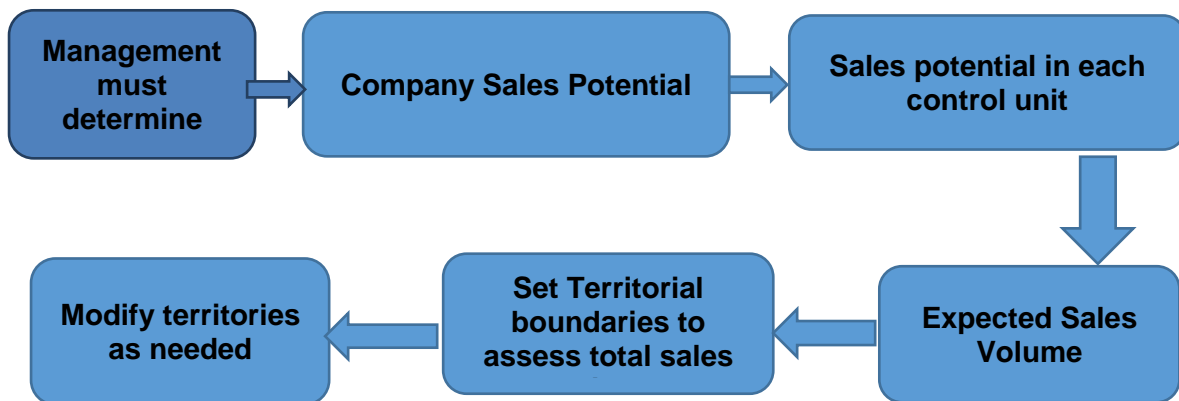 Management
must
determine
Company Sales Potential
Sales potential in each
control unit
Expected Sales
Volume
Set Territorial
boundaries to
assess total sales
Modify territories
as needed